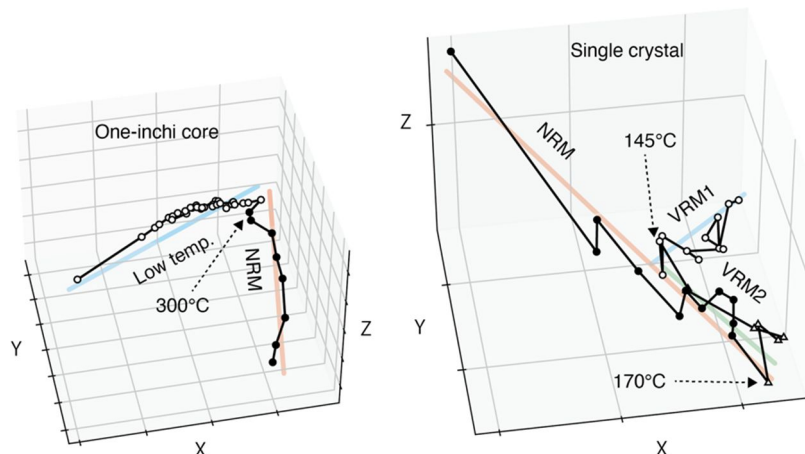 One-inchi core
Low temp.
300°C
NRM
Y
X
Z
Single crystal
Z
NRM
145°C
VRM1
VRM2
Y
170°C
X